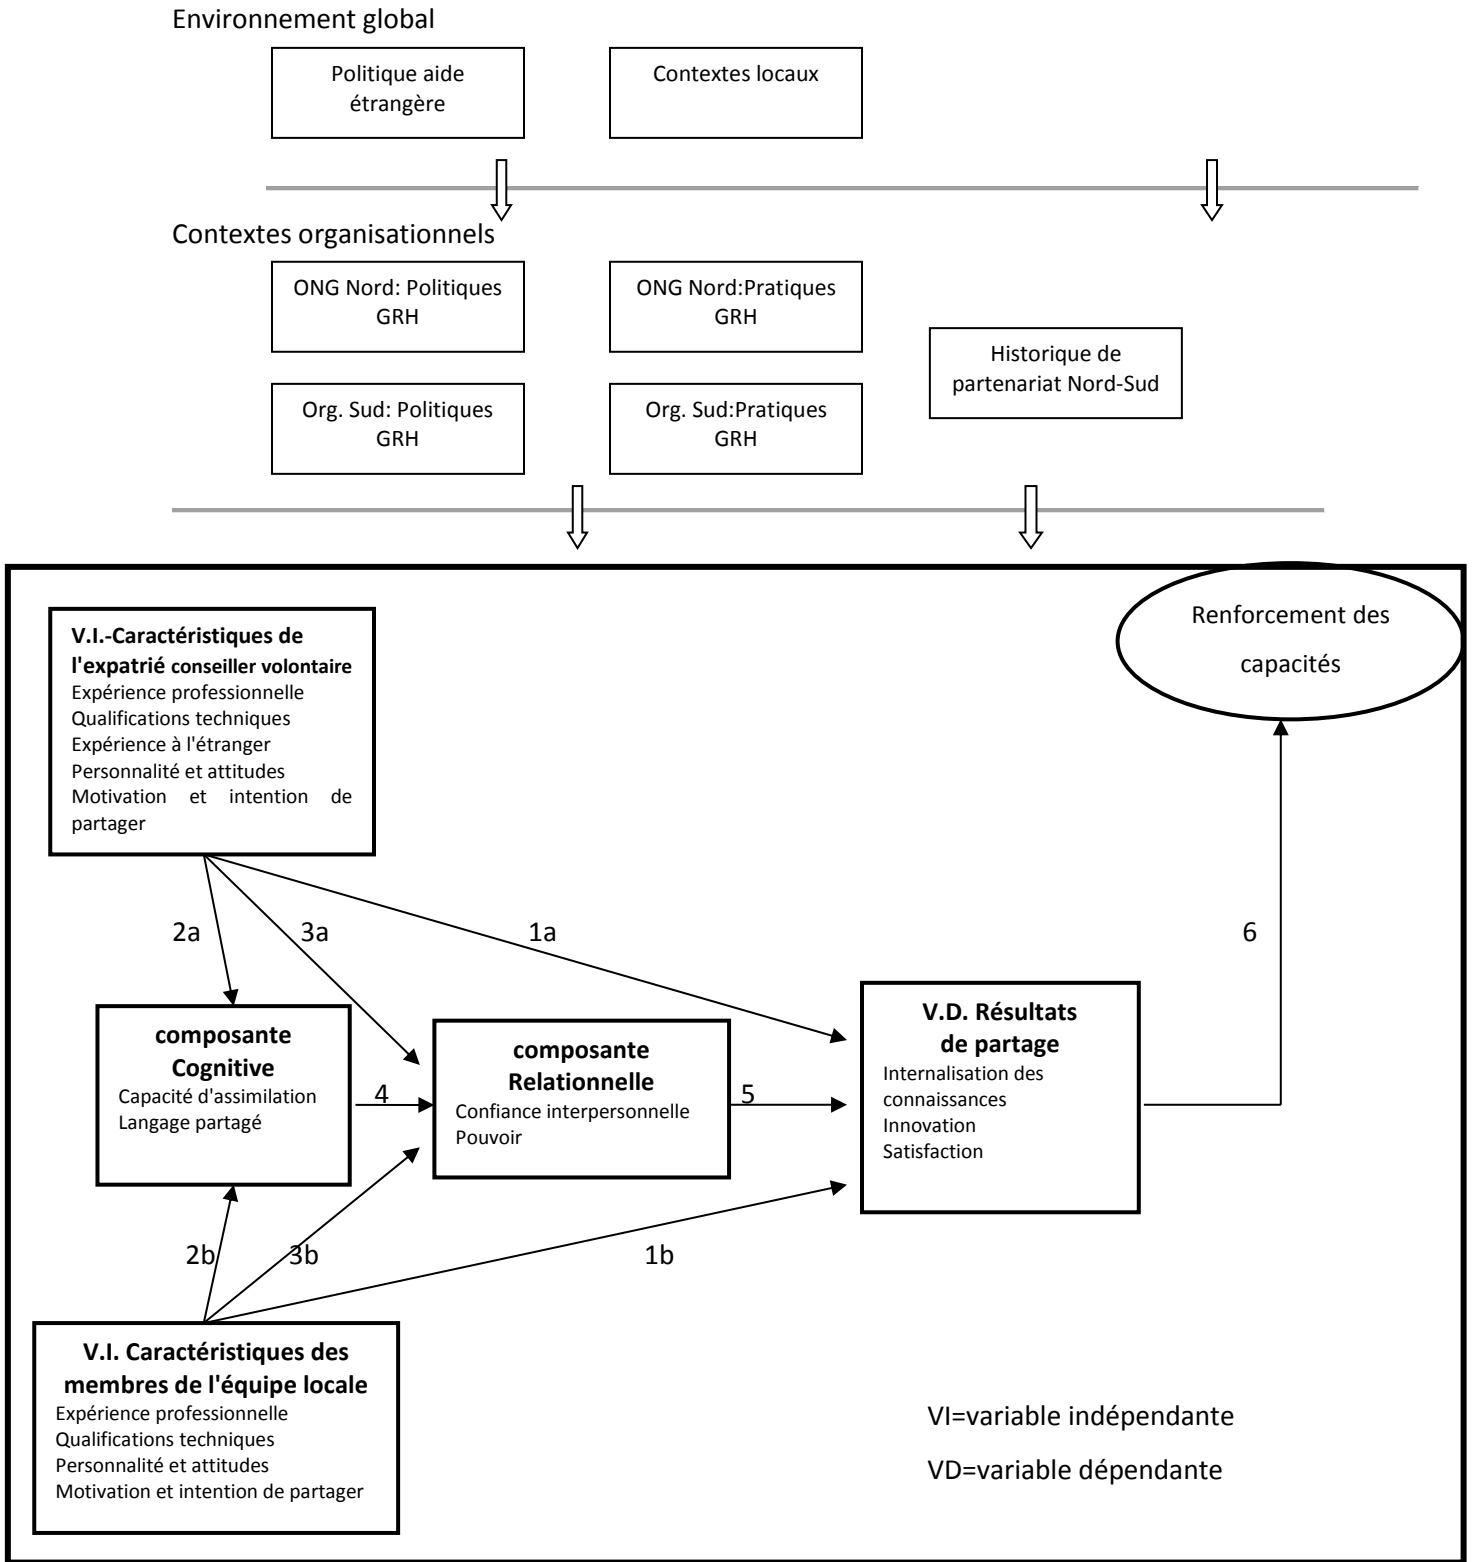 Environnement global
Politique aide
étrangère
Contextes locaux
Contextes organisationnels
ONG Nord: Politiques
GRH
ONG Nord:Pratiques
GRH
Historique de
partenariat Nord-Sud
Org. Sud: Politiques
GRH
Org. Sud:Pratiques
GRH
Renforcement des
capacités
V.I.-Caractéristiques de
l'expatrié conseiller volontaire
Expérience professionnelle
Qualifications techniques
Expérience à l'étranger
Personnalité et attitudes
Motivation et intention de
partager
2a
3a
1a
6
composante
Cognitive
Capacité d'assimilation
Langage partagé
4
composante
Relationnelle
Confiance interpersonnelle
Pouvoir
5
V.D. Résultats
de partage
Internalisation des
connaissances
Innovation
Satisfaction
2b
3b
1b
V.I. Caractéristiques des
membres de l'équipe locale
Expérience professionnelle
Qualifications techniques
Personnalité et attitudes
Motivation et intention de partager
VI=variable indépendante
VD=variable dépendante